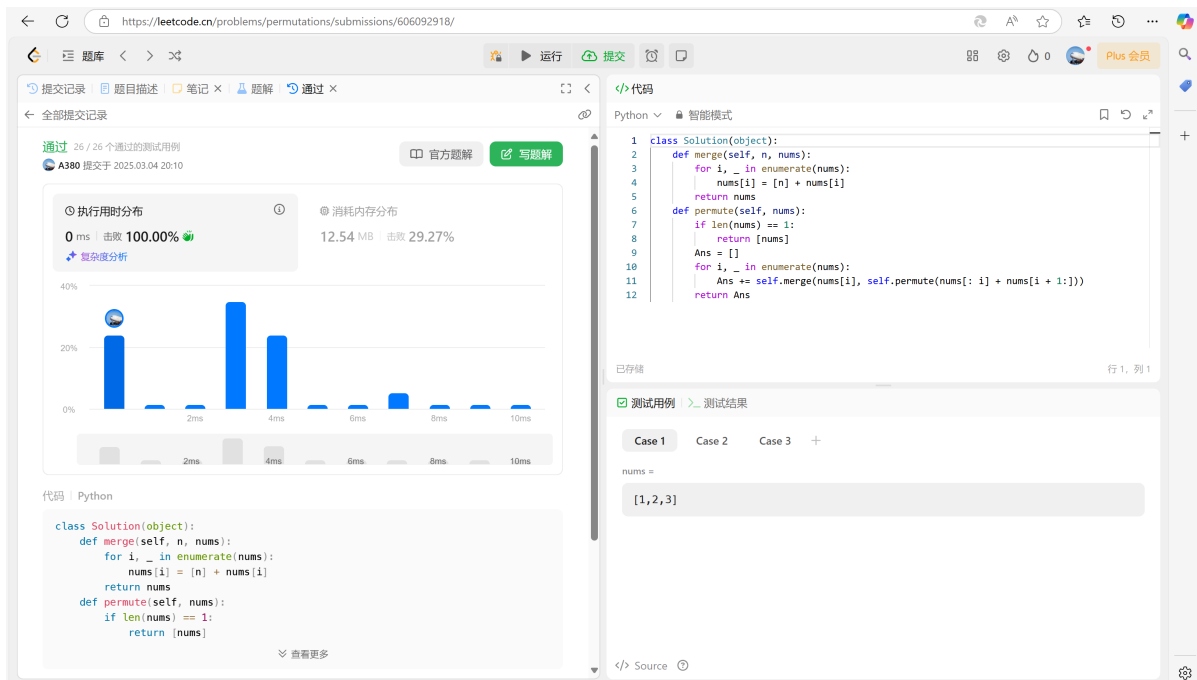 https://leetcode.cn/problems/permutations/submissions/606092918/
题库
运行
提交
0
Plus 会员
提交记录
题目描述
笔记
题解
通过
全部提交记录
通过 26 / 26 个通过的测试用例
A380 提交于 2025.03.04 20:10
官方题解
写题解
执行用时分布
0 ms 击败 100.00%
复杂度分析
消耗内存分布
12.54 MB 击败 29.27%
40%
20%
0%
2ms 4ms 6ms 8ms 10ms
2ms 4ms 6ms 8ms 10ms
代码 Python
class Solution(object):
    def merge(self, n, nums):
        for i, _ in enumerate(nums):
            nums[i] = [n] + nums[i]
        return nums
    def permute(self, nums):
        if len(nums) == 1:
            return [nums]
查看更多
</>代码
Python 智能模式
1 class Solution(object):
2     def merge(self, n, nums):
3         for i, _ in enumerate(nums):
4             nums[i] = [n] + nums[i]
5         return nums
6     def permute(self, nums):
7         if len(nums) == 1:
8             return [nums]
9         Ans = []
10         for i, _ in enumerate(nums):
11             Ans += self.merge(nums[i], self.permute(nums[: i] + nums[i + 1:]))
12         return Ans
已存储
行 1，列 1
测试用例
测试结果
Case 1 Case 2 Case 3 +
nums =
[1,2,3]
</> Source